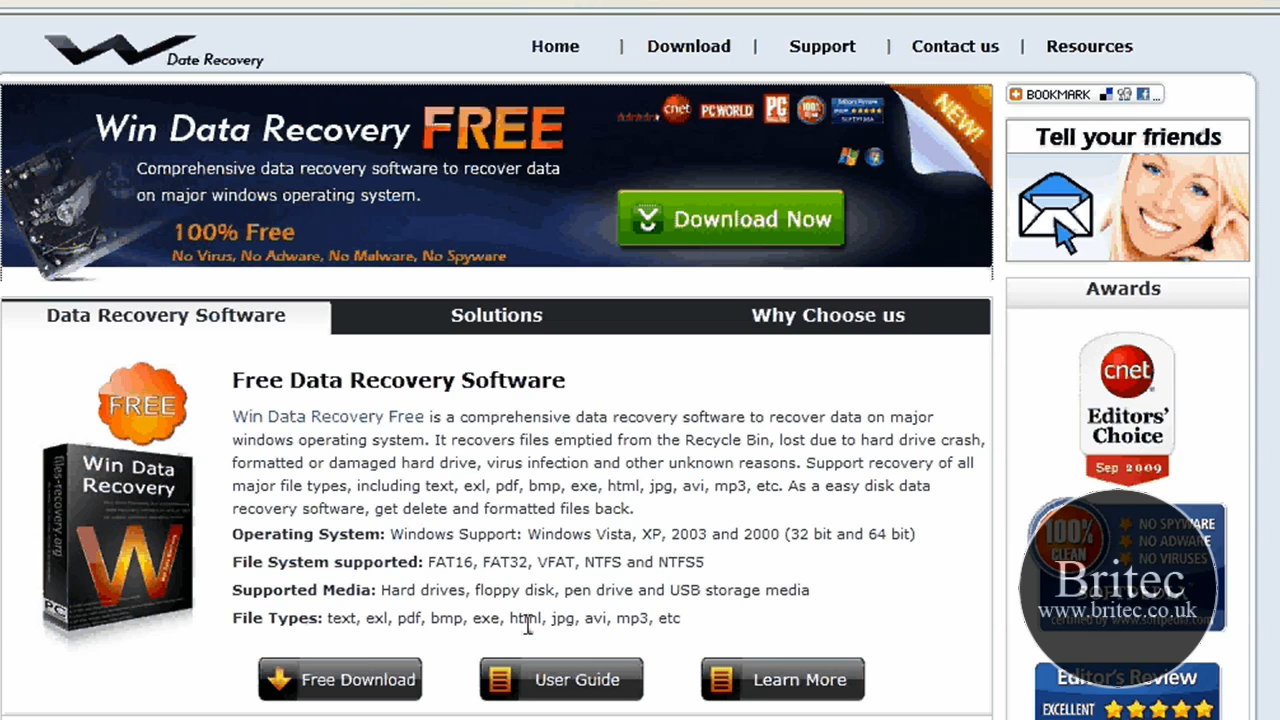 Date Recovery
Home | Download | Support | Contact us | Resources
Win Data Recovery FREE
cnet PCWORLD PC 100%
NEW!
Comprehensive data recovery software to recover data
on major windows operating system.
100% Free
No Virus, No Adware, No Malware, No Spyware
Download Now
BOOKMARK ...
Tell your friends
Data Recovery Software
Solutions
Why Choose us
Free Data Recovery Software
Win Data Recovery Free is a comprehensive data recovery software to recover data on major
windows operating system. It recovers files emptied from the Recycle Bin, lost due to hard drive crash,
formatted or damaged hard drive, virus infection and other unknown reasons. Support recovery of all
major file types, including text, exl, pdf, bmp, exe, html, jpg, avi, mp3, etc. As a easy disk data
recovery software, get delete and formatted files back.
Operating System: Windows Support: Windows Vista, XP, 2003 and 2000 (32 bit and 64 bit)
File System supported: FAT16, FAT32, VFAT, NTFS and NTFS5
Supported Media: Hard drives, floppy disk, pen drive and USB storage media
File Types: text, exl, pdf, bmp, exe, html, jpg, avi, mp3, etc
FREE
Win Data
Recovery
files-recovery.org
W
PC
Free Download
User Guide
Learn More
Awards
cnet
Editors'
Choice
Sep 2009
100%
CLEAN
NO SPYWARE
NO ADWARE
NO VIRUSES
Britec
www.britec.co.uk
certified by www.softpedia.com
Editor's Review
EXCELLENT